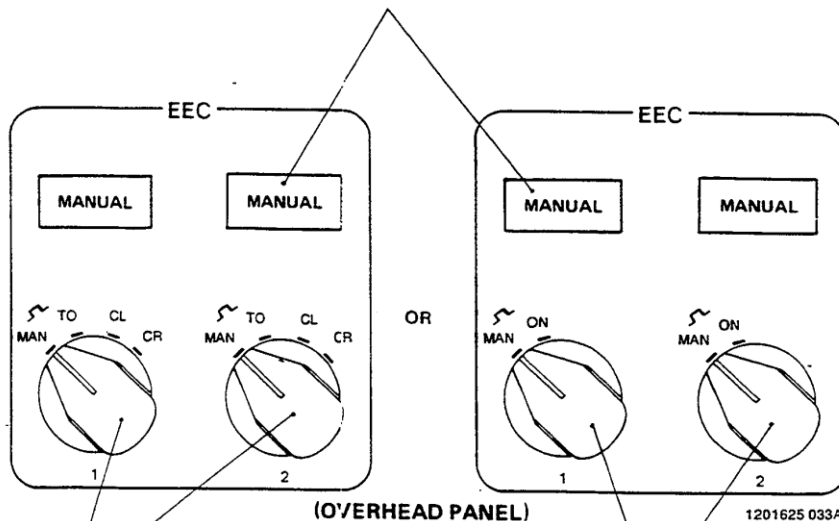 EEC
MANUAL MANUAL
MAN TO CL CR
MAN TO CL CR
1 2
OR
EEC
MANUAL MANUAL
MAN ON
MAN ON
1 2
(OVERHEAD PANEL)
1201625 033A